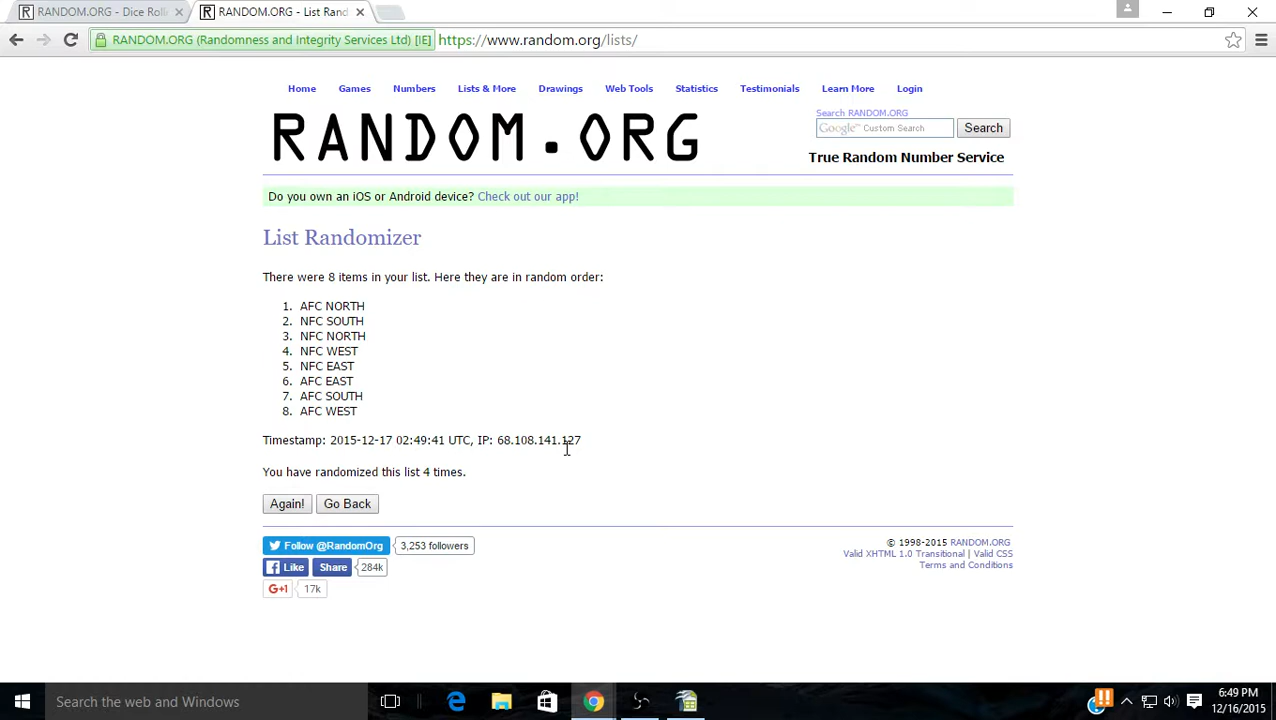 RANDOM.ORG - Dice Roll
RANDOM.ORG - List Rand
RANDOM.ORG (Randomness and Integrity Services Ltd) [IE] https://www.random.org/lists/
Home Games Numbers Lists & More Drawings Web Tools Statistics Testimonials Learn More Login
Search RANDOM.ORG
RANDOM.ORG
Google™ Custom Search Search
True Random Number Service
Do you own an iOS or Android device? Check out our app!
List Randomizer
There were 8 items in your list. Here they are in random order:
1. AFC NORTH
2. NFC SOUTH
3. NFC NORTH
4. NFC WEST
5. NFC EAST
6. AFC EAST
7. AFC SOUTH
8. AFC WEST
Timestamp: 2015-12-17 02:49:41 UTC, IP: 68.108.141.127
You have randomized this list 4 times.
Again! Go Back
Follow @RandomOrg 3,253 followers
Like Share 284k
G+1 17k
© 1998-2015 RANDOM.ORG
Valid XHTML 1.0 Transitional | Valid CSS
Terms and Conditions
Search the web and Windows
6:49 PM
12/16/2015